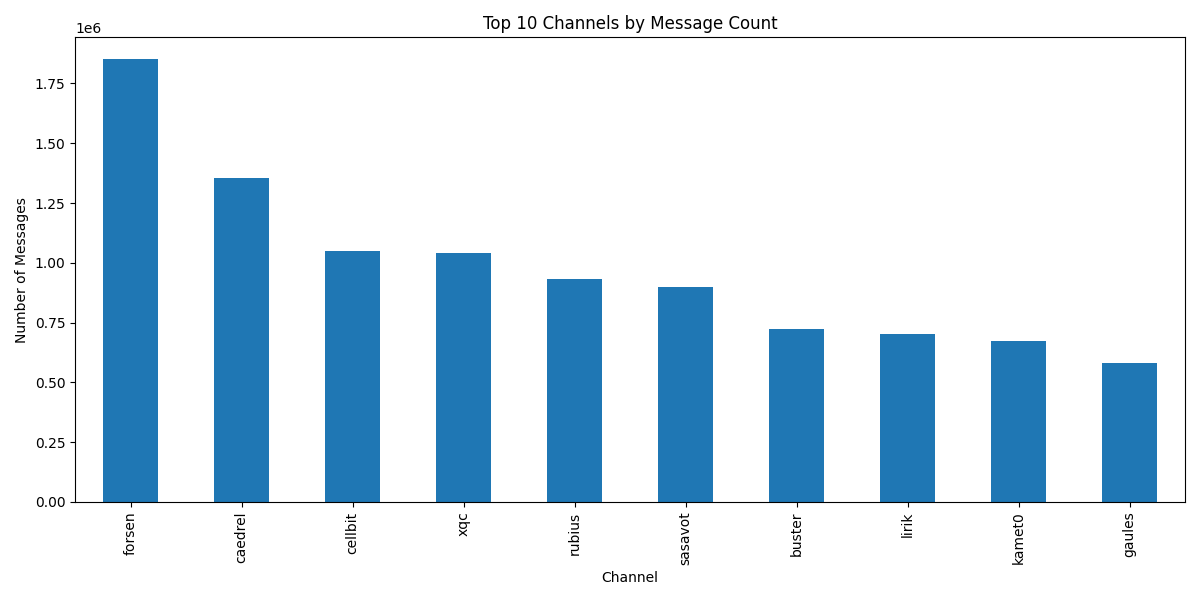 Top 10 Channels by Message Count
1e6
1.75
1.50
1.25
1.00
0.75
0.50
0.25
0.00
Number of Messages
forsen
caedrel
cellbit
xqc
rubius
sasavot
buster
lirik
kamet0
gaules
Channel